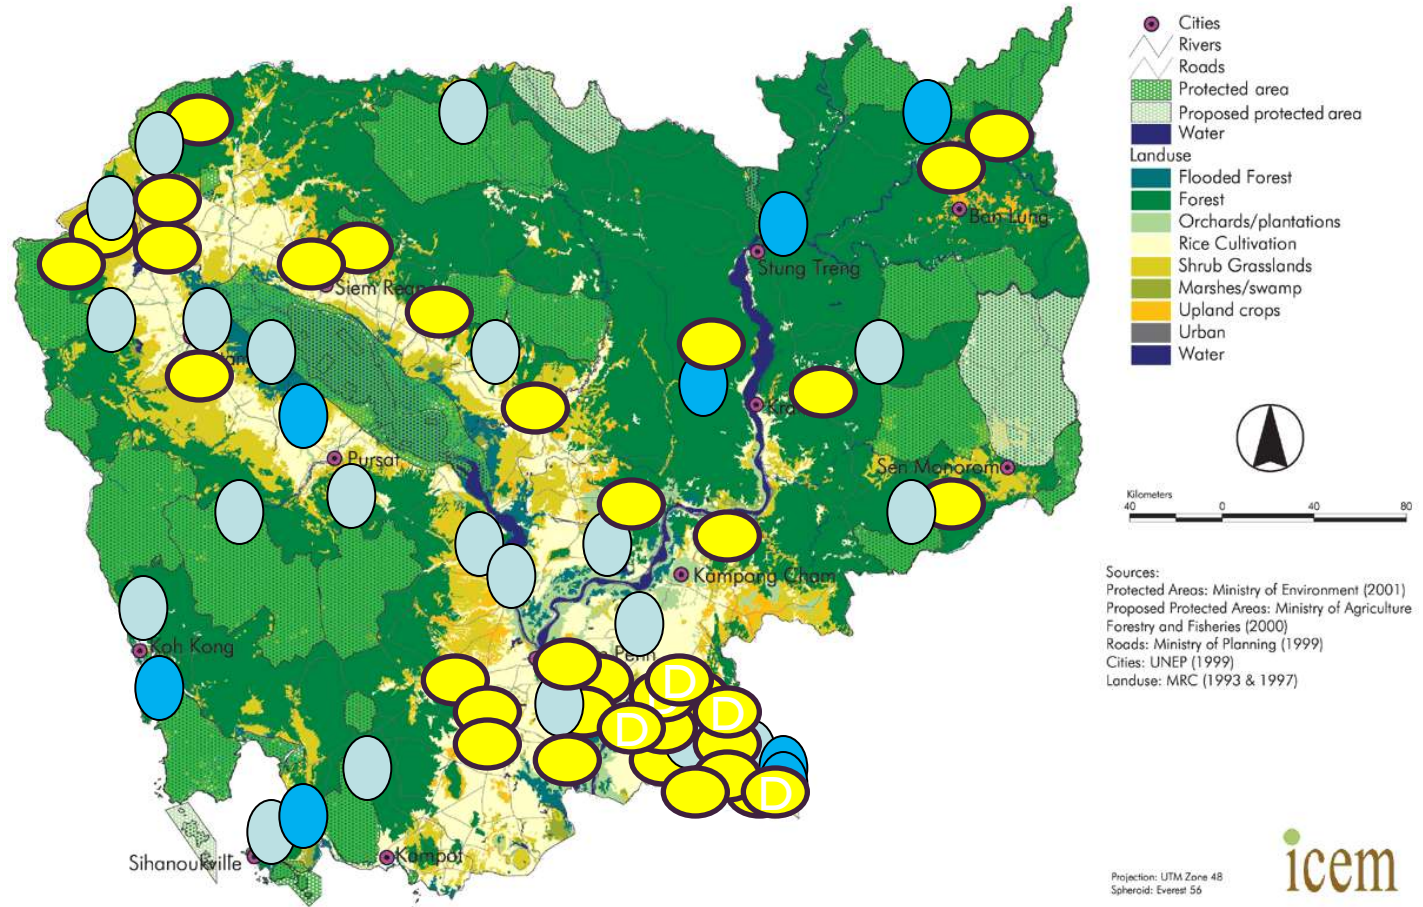 Cities
Rivers
Roads
Protected area
Proposed protected area
Water
Landuse
Flooded Forest
Forest
Orchards/plantations
Rice Cultivation
Shrub Grasslands
Marshes/swamp
Upland crops
Urban
Water
Ban Lung
Stung Treng
Siem Reap
Pursat
Sen Monorom
Kampong Cham
Koh Kong
D
D
D
D
Sihanoukville
Kampot
Kilometers
40 0 40 80
Sources:
Protected Areas: Ministry of Environment (2001)
Proposed Protected Areas: Ministry of Agriculture
Forestry and Fisheries (2000)
Roads: Ministry of Planning (1999)
Cities: UNEP (1999)
Landuse: MRC (1993 & 1997)
Projection: UTM Zone 48
Spheroid: Everest 56
icem